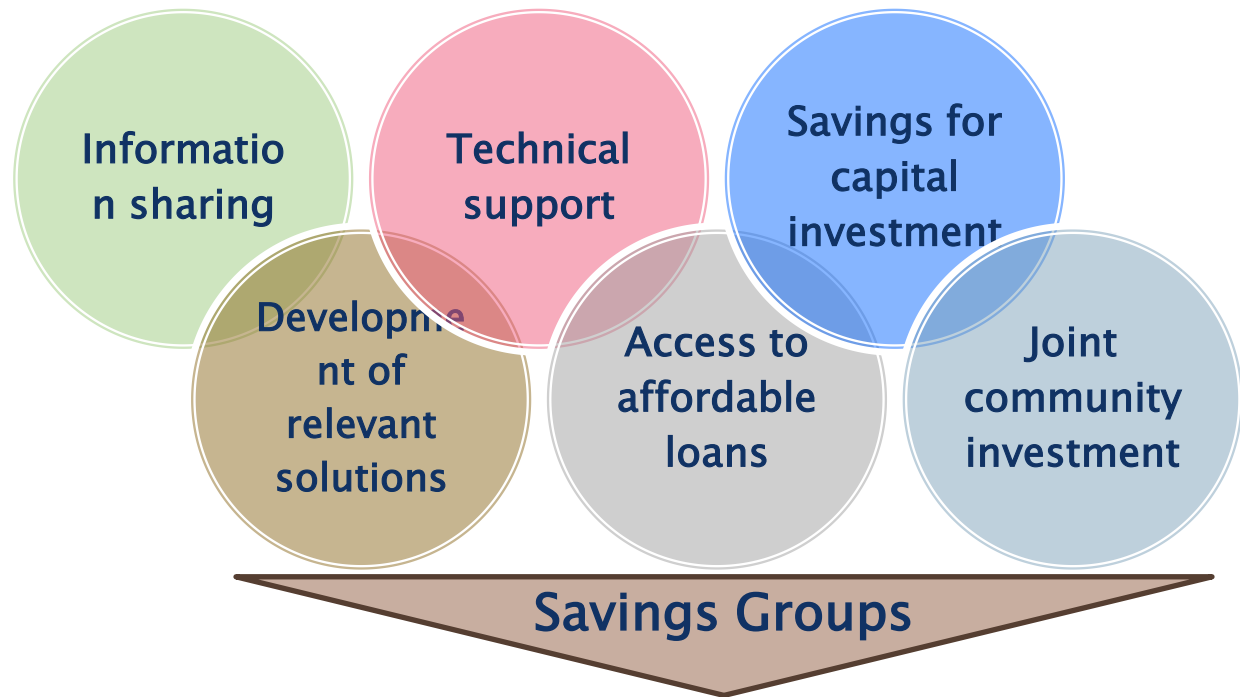 Informatio
n sharing
Technical
support
Savings for
capital
investment
Developme
nt of
relevant
solutions
Access to
affordable
loans
Joint
community
investment
Savings Groups